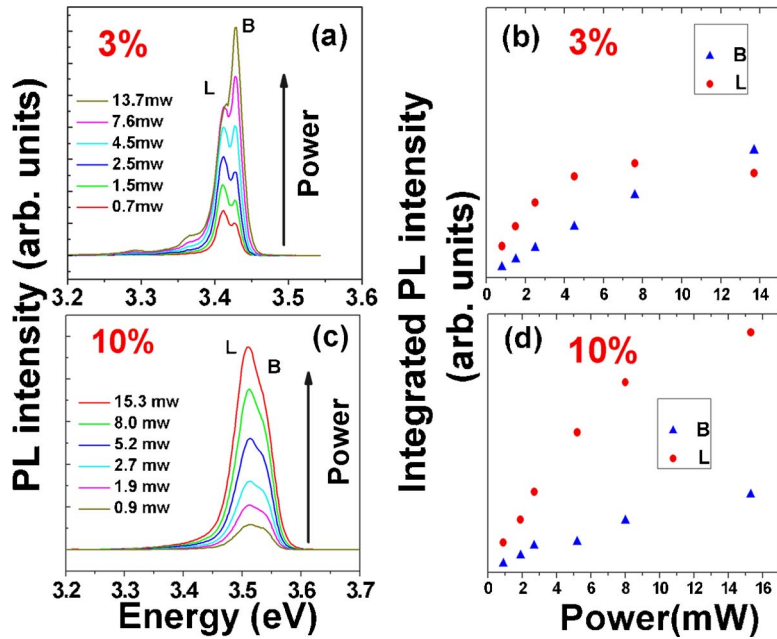 PL intensity (arb. units)
3%
(a)
B
L
13.7mw
7.6mw
4.5mw
2.5mw
1.5mw
0.7mw
Power
3.2 3.3 3.4 3.5 3.6
10%
(c)
L
B
15.3 mw
8.0 mw
5.2 mw
2.7 mw
1.9 mw
0.9 mw
Power
3.2 3.3 3.4 3.5 3.6 3.7
Energy (eV)
Integrated PL intensity
(arb. units)
(b)
3%
B
L
0 2 4 6 8 10 12 14
(d)
10%
B
L
0 2 4 6 8 10 12 14 16
Power(mW)